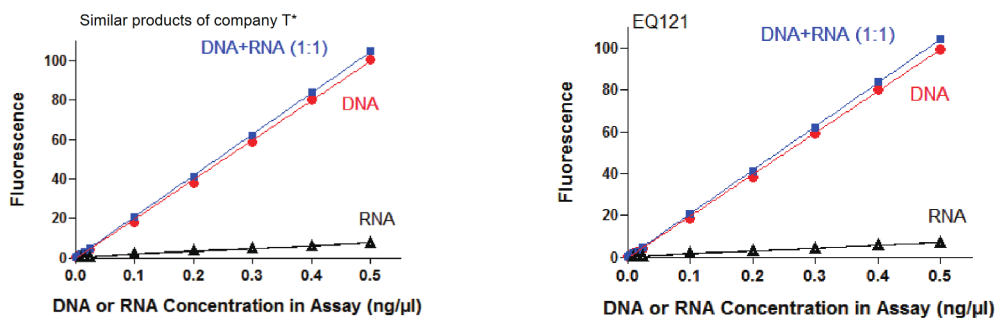 Similar products of company T*
DNA+RNA (1:1)
DNA
RNA
Fluorescence
100
80
60
40
20
0
0.0 0.1 0.2 0.3 0.4 0.5
DNA or RNA Concentration in Assay (ng/µl)
EQ121
DNA+RNA (1:1)
DNA
RNA
Fluorescence
100
80
60
40
20
0
0.0 0.1 0.2 0.3 0.4 0.5
DNA or RNA Concentration in Assay (ng/µl)